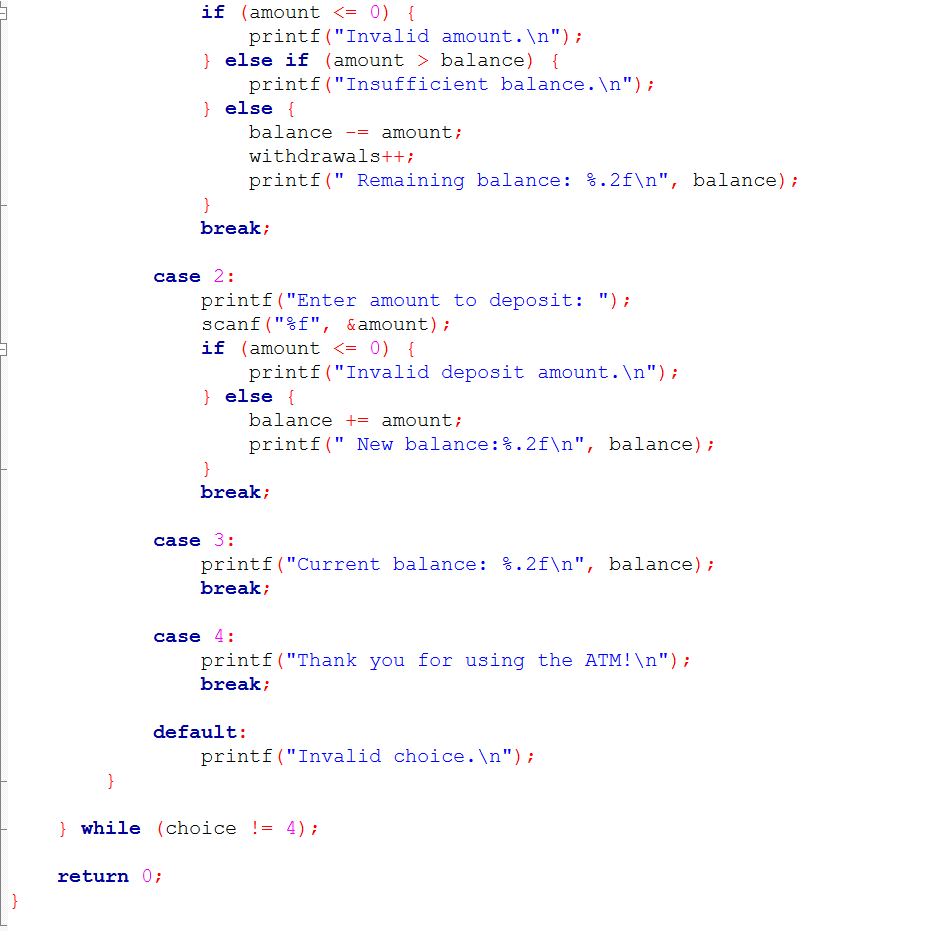 if (amount <= 0) {
printf("Invalid amount.\n");
} else if (amount > balance) {
printf("Insufficient balance.\n");
} else {
balance -= amount;
withdrawals++;
printf(" Remaining balance: %.2f\n", balance);
}
break;
case 2:
printf("Enter amount to deposit: ");
scanf("%f", &amount);
if (amount <= 0) {
printf("Invalid deposit amount.\n");
} else {
balance += amount;
printf(" New balance:%.2f\n", balance);
}
break;
case 3:
printf("Current balance: %.2f\n", balance);
break;
case 4:
printf("Thank you for using the ATM!\n");
break;
default:
printf("Invalid choice.\n");
}
} while (choice != 4);
return 0;
}